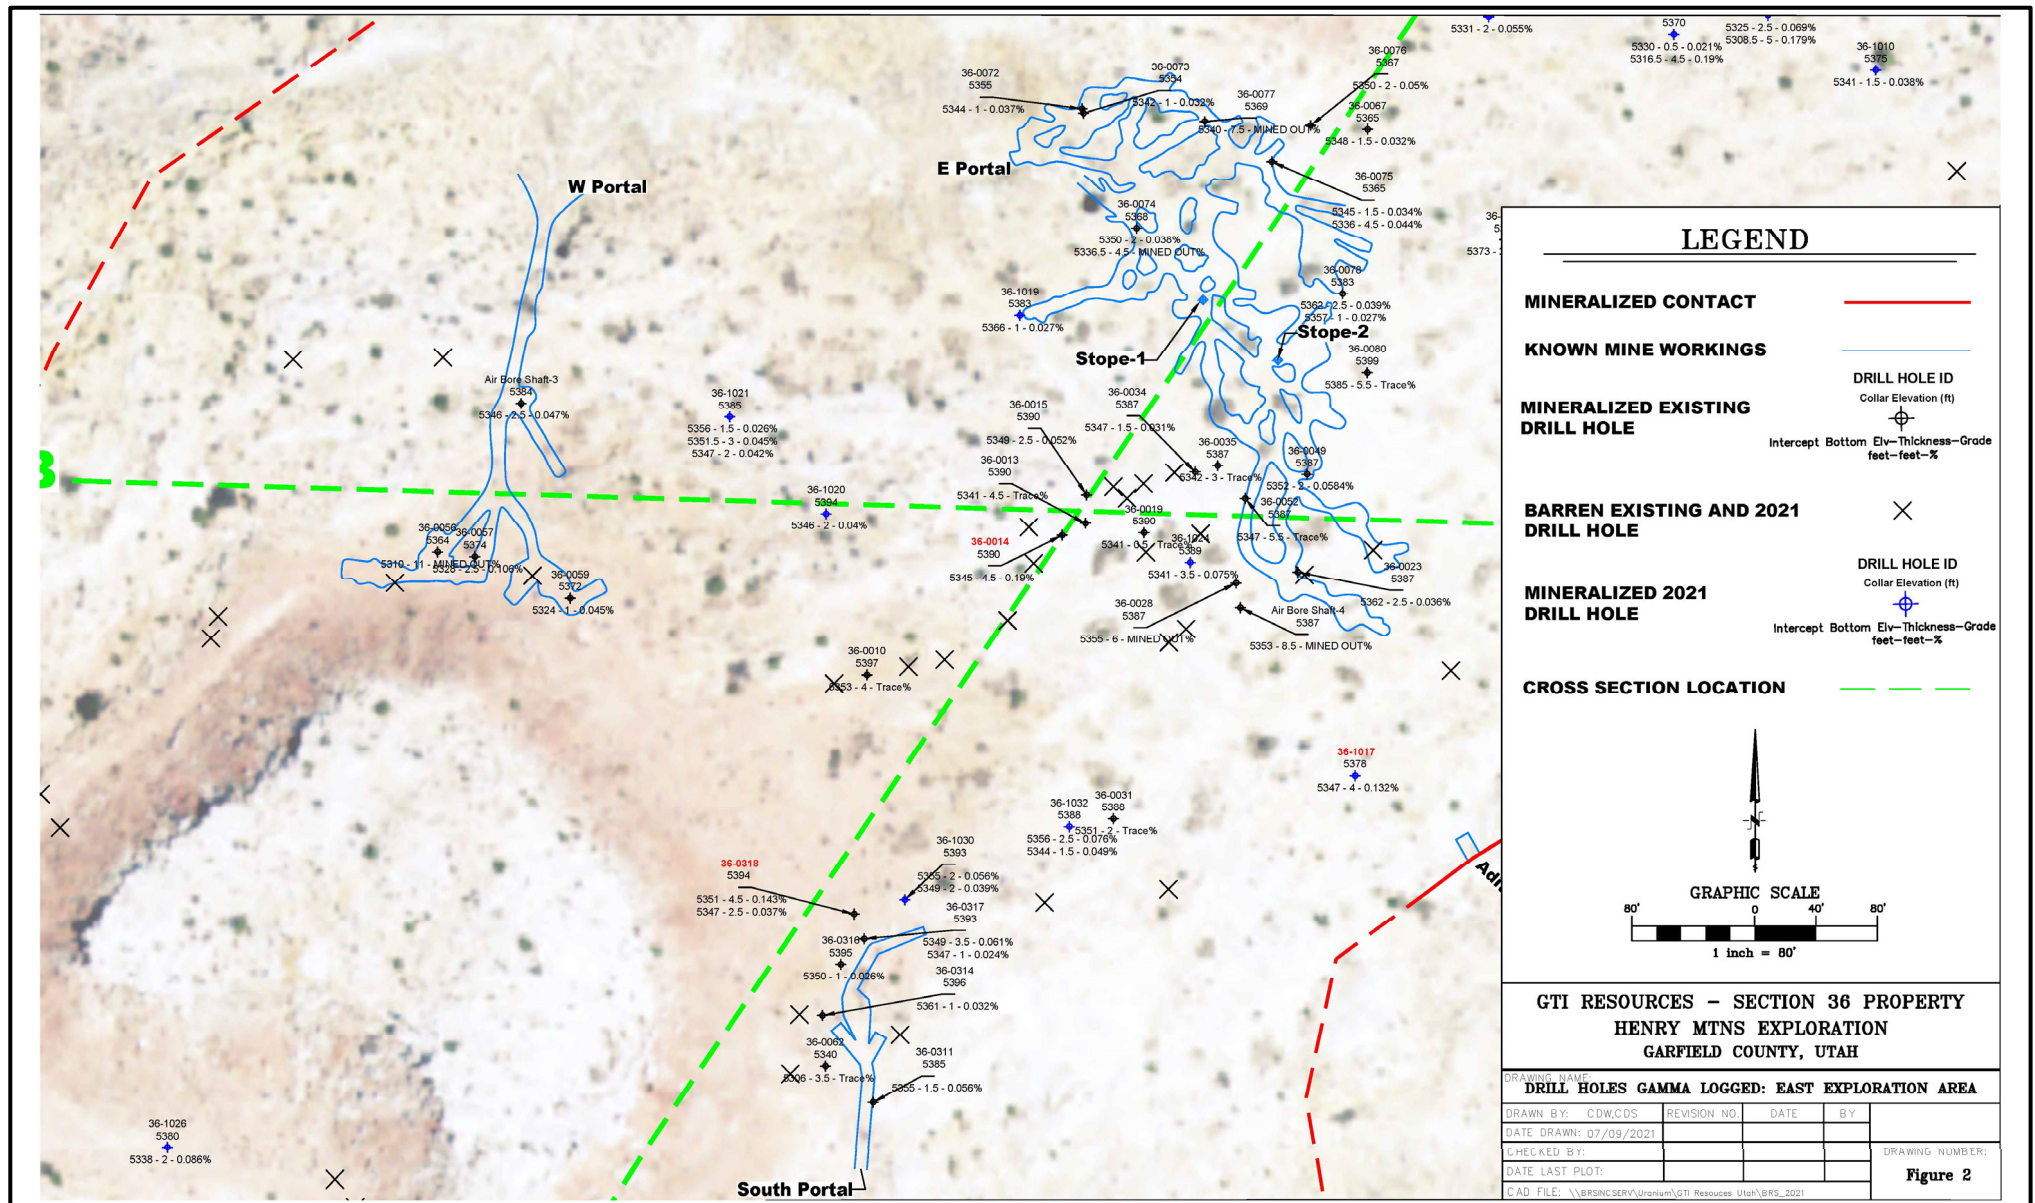 5331 - 2 - 0.055%
5370
5330 - 0.5 - 0.021%
5316.5 - 4.5 - 0.19%
5325 - 2.5 - 0.069%
5308.5 - 5 - 0.179%
36-1010
5375
5341 - 1.5 - 0.038%
36-0072
5355
5344 - 1 - 0.037%
36-0073
5354
5342 - 1 - 0.032%
36-0077
5369
5340 - 7.5 - MINED OUT%
36-0076
5367
5350 - 2 - 0.05%
36-0067
5365
5348 - 1.5 - 0.032%
E Portal
W Portal
36-0075
5365
5345 - 1.5 - 0.034%
5336 - 4.5 - 0.044%
36-0074
5368
5350 - 2 - 0.038%
5336.5 - 4.5 - MINED OUT%
36-
5373 -
36-0078
5383
5362 - 2.5 - 0.039%
5357 - 1 - 0.027%
36-1019
5383
5366 - 1 - 0.027%
Stope-1
Stope-2
36-0080
5399
5385 - 5.5 - Trace%
Air Bore Shaft-3
5384
5346 - 2.5 - 0.047%
36-1021
5385
5356 - 1.5 - 0.026%
5351.5 - 3 - 0.045%
5347 - 2 - 0.042%
36-0034
5387
5347 - 1.5 - 0.031%
36-0015
5390
5349 - 2.5 - 0.052%
36-0035
5387
5342 - 3 - Trace%
36-0049
5387
5352 - 2 - 0.0584%
36-0013
5390
5341 - 4.5 - Trace%
B
36-1020
5394
5346 - 2 - 0.04%
36-0052
5387
5347 - 5.5 - Trace%
36-0019
5390
5341 - 0.5 - Trace%
36-0014
5390
5345 - 4.5 - 0.19%
36-1024
5389
5341 - 3.5 - 0.075%
36-0056
5364
5310 - 11 - MINED OUT%
36-0057
5374
5328 - 2.5 - 0.106%
36-0059
5372
5324 - 1 - 0.045%
36-0023
5387
5362 - 2.5 - 0.036%
36-0028
5387
5355 - 6 - MINED OUT%
Air Bore Shaft-4
5387
5353 - 8.5 - MINED OUT%
36-0010
5397
5353 - 4 - Trace%
36-1017
5378
5347 - 4 - 0.132%
36-1032
5388
5356 - 2.5 - 0.076%
5344 - 1.5 - 0.049%
36-0031
5388
5351 - 2 - Trace%
36-1030
5393
5355 - 2 - 0.056%
5349 - 2 - 0.039%
36-0318
5394
5351 - 4.5 - 0.143%
5347 - 2.5 - 0.037%
36-0317
5393
5349 - 3.5 - 0.061%
5347 - 1 - 0.024%
36-0316
5395
5350 - 1 - 0.026%
36-0314
5396
5361 - 1 - 0.032%
36-0062
5340
5306 - 3.5 - Trace%
36-0311
5385
5355 - 1.5 - 0.056%
36-1026
5380
5338 - 2 - 0.086%
South Portal
LEGEND
MINERALIZED CONTACT
KNOWN MINE WORKINGS
MINERALIZED EXISTING
DRILL HOLE
DRILL HOLE ID
Collar Elevation (ft)
Intercept Bottom Elv-Thickness-Grade
feet-feet-%
BARREN EXISTING AND 2021
DRILL HOLE
MINERALIZED 2021
DRILL HOLE
DRILL HOLE ID
Collar Elevation (ft)
Intercept Bottom Elv-Thickness-Grade
feet-feet-%
CROSS SECTION LOCATION
GRAPHIC SCALE
80' 0 40' 80'
1 inch = 80'
GTI RESOURCES - SECTION 36 PROPERTY
HENRY MTNS EXPLORATION
GARFIELD COUNTY, UTAH
DRAWING NAME:
DRILL HOLES GAMMA LOGGED: EAST EXPLORATION AREA
DRAWN BY: CDW,CDS REVISION NO. DATE BY
DATE DRAWN: 07/09/2021
CHECKED BY:
DATE LAST PLOT:
DRAWING NUMBER:
Figure 2
CAD FILE: \\BRSINCSERV\Uranium\GTI Resouces Utah\BRS_2021